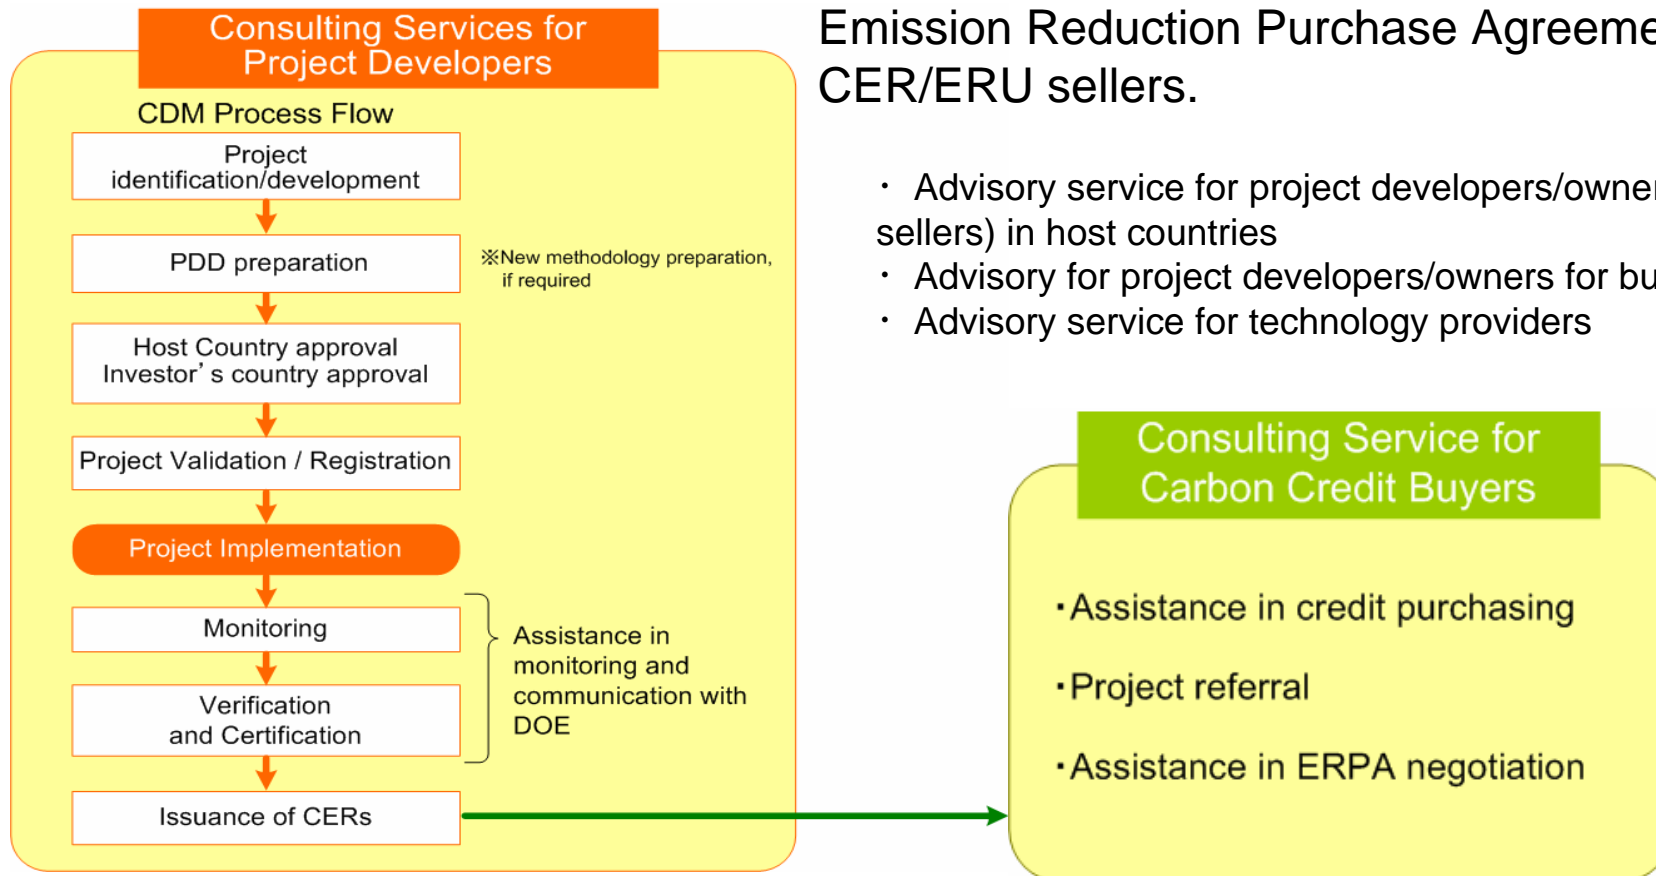 Consulting Services for
Project Developers
CDM Process Flow
Project
identification/development
PDD preparation
※New methodology preparation,
if required
Host Country approval
Investor’s country approval
Project Validation / Registration
Project Implementation
Monitoring
Verification
and Certification
Assistance in
monitoring and
communication with
DOE
Issuance of CERs
Emission Reduction Purchase
CER/ERU sellers.
・ Advisory service for project
sellers) in host countries
・ Advisory for project developers/owners for
・ Advisory service for technology providers
Consulting Service for
Carbon Credit Buyers
・Assistance in credit purchasing
・Project referral
・Assistance in ERPA negotiation